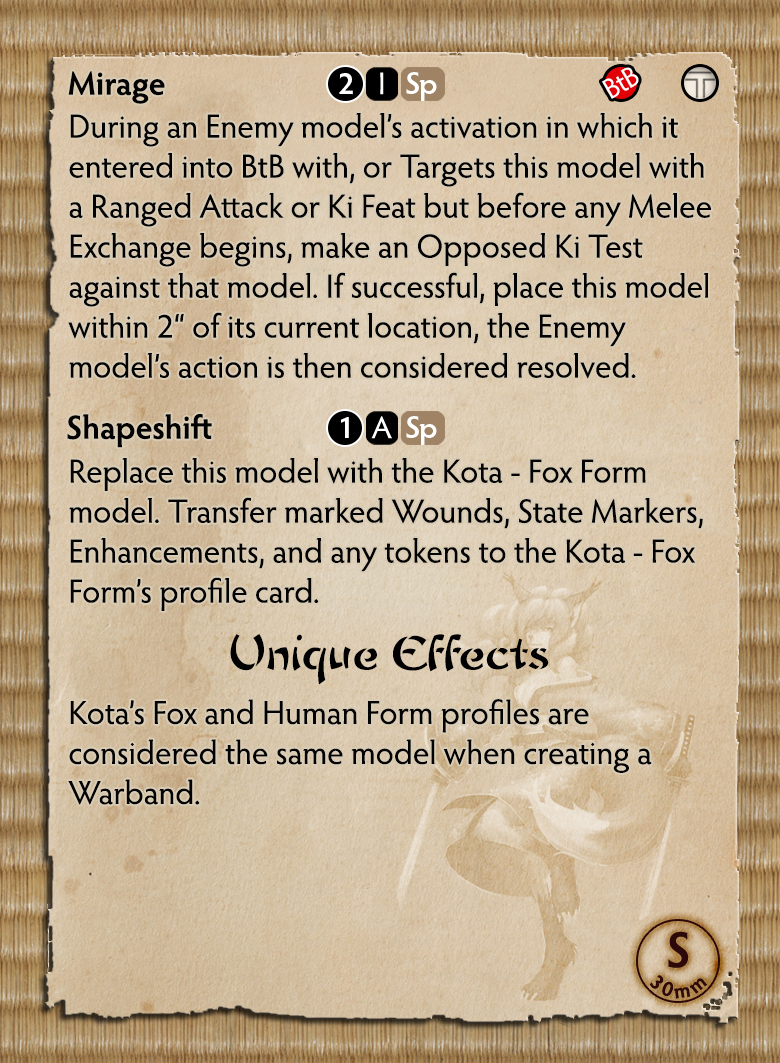 Mirage 2 I Sp BtB T
During an Enemy model's activation in which it
entered into BtB with, or Targets this model with
a Ranged Attack or Ki Feat but before any Melee
Exchange begins, make an Opposed Ki Test
against that model. If successful, place this model
within 2“ of its current location, the Enemy
model's action is then considered resolved.
Shapeshift 1 A Sp
Replace this model with the Kota - Fox Form
model. Transfer marked Wounds, State Markers,
Enhancements, and any tokens to the Kota - Fox
Form's profile card.
Unique Effects
Kota's Fox and Human Form profiles are
considered the same model when creating a
Warband.
S
30mm